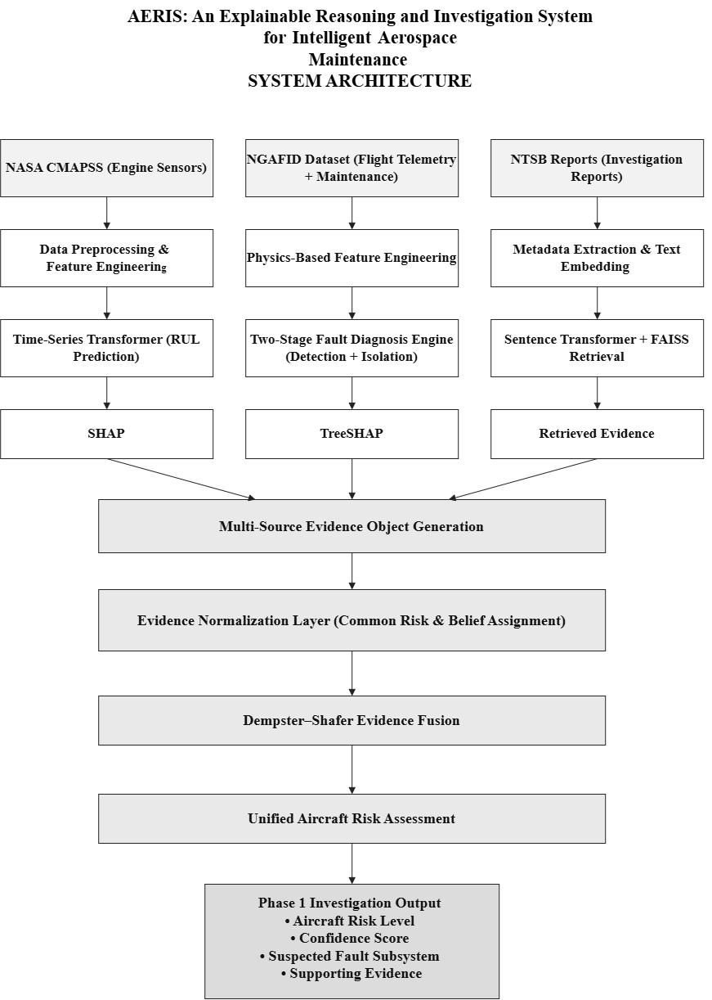 AERIS: An Explainable Reasoning and Investigation System
for Intelligent Aerospace
Maintenance
SYSTEM ARCHITECTURE
NASA CMAPSS (Engine Sensors)
NGAFID Dataset (Flight Telemetry
+ Maintenance)
NTSB Reports (Investigation
Reports)
Data Preprocessing &
Feature Engineering
Physics-Based Feature Engineering
Metadata Extraction & Text
Embedding
Time-Series Transformer (RUL
Prediction)
Two-Stage Fault Diagnosis Engine
(Detection + Isolation)
Sentence Transformer + FAISS
Retrieval
SHAP
TreeSHAP
Retrieved Evidence
Multi-Source Evidence Object Generation
Evidence Normalization Layer (Common Risk & Belief Assignment)
Dempster–Shafer Evidence Fusion
Unified Aircraft Risk Assessment
Phase 1 Investigation Output
• Aircraft Risk Level
• Confidence Score
• Suspected Fault Subsystem
• Supporting Evidence